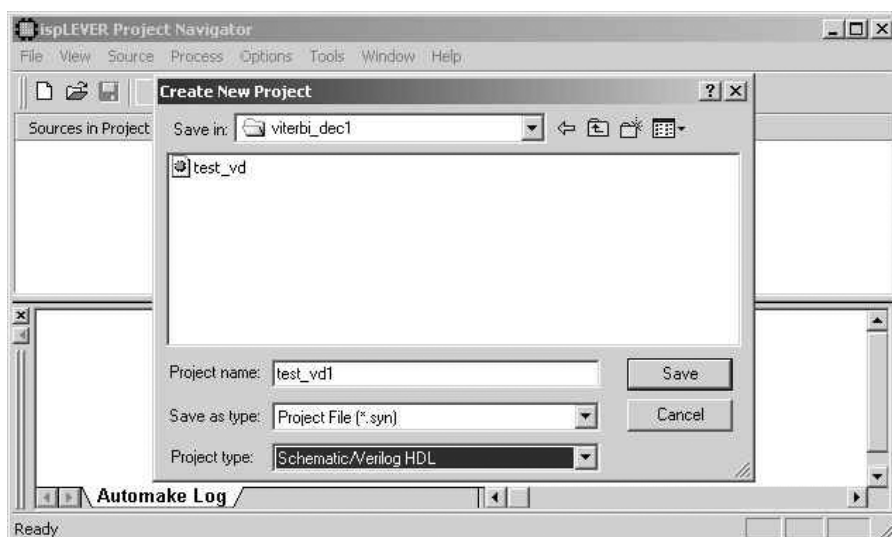 ispLEVER Project Navigator
File View Source Process Options Tools Window Help
Create New Project
Sources in Project
Save in: viterbi_dec1
test_vd
Project name: test_vd1
Save
Save as type: Project File (*.syn)
Cancel
Project type: Schematic/Verilog HDL
Automake Log
Ready